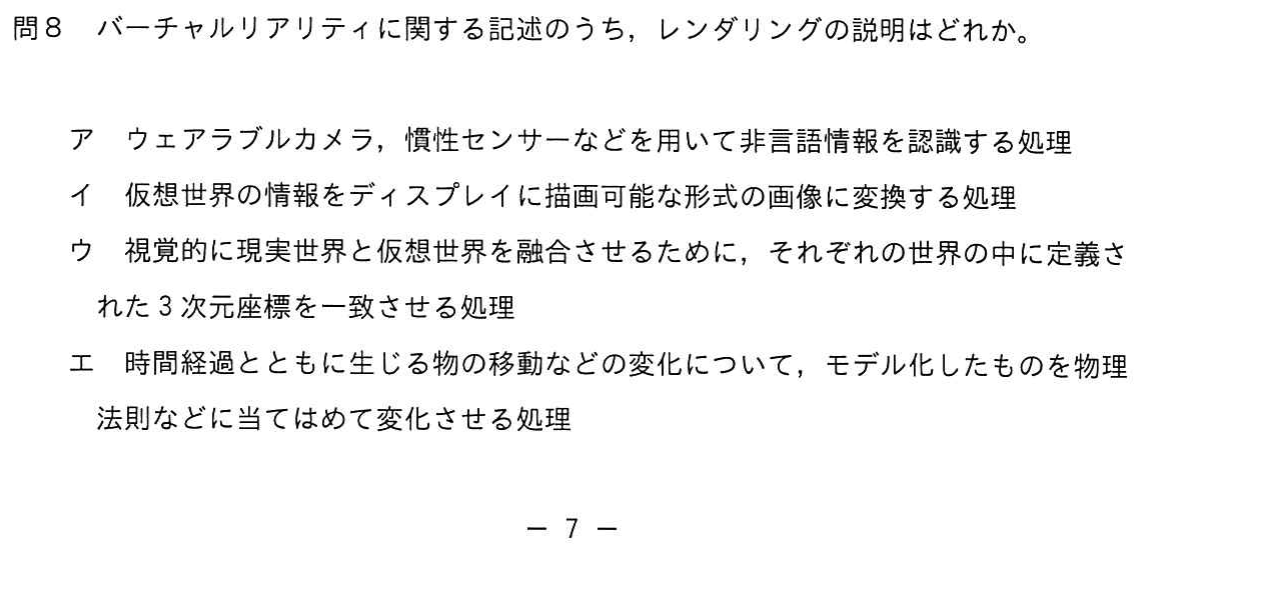 問8　バーチャルリアリティに関する記述のうち，レンダリングの説明はどれか。
ア　ウェアラブルカメラ，慣性センサーなどを用いて非言語情報を認識する処理
イ　仮想世界の情報をディスプレイに描画可能な形式の画像に変換する処理
ウ　視覚的に現実世界と仮想世界を融合させるために，それぞれの世界の中に定義さ
れた3次元座標を一致させる処理
エ　時間経過とともに生じる物の移動などの変化について，モデル化したものを物理
法則などに当てはめて変化させる処理
－ 7 －